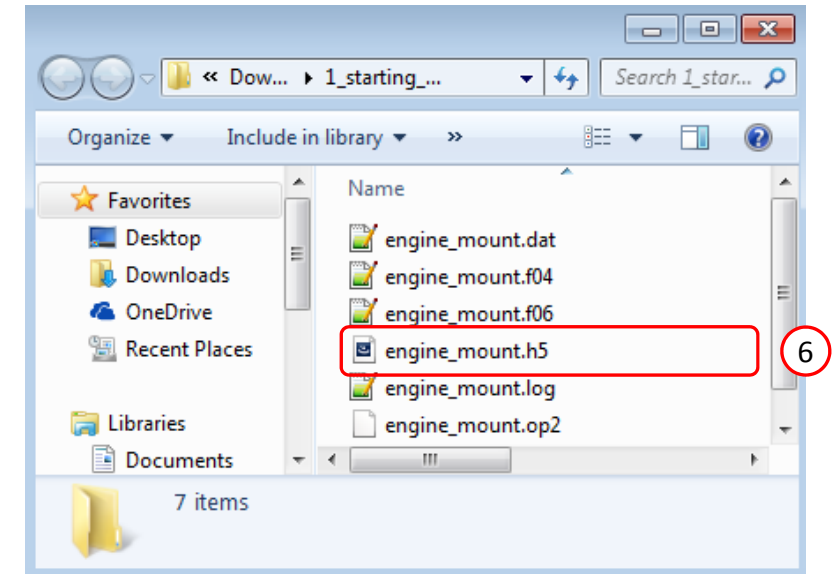 « Dow... 1_starting_... Search 1_star...
Organize Include in library »
Favorites
Desktop
Downloads
OneDrive
Recent Places
Libraries
Documents
Name
engine_mount.dat
engine_mount.f04
engine_mount.f06
engine_mount.h5
6
engine_mount.log
engine_mount.op2
7 items